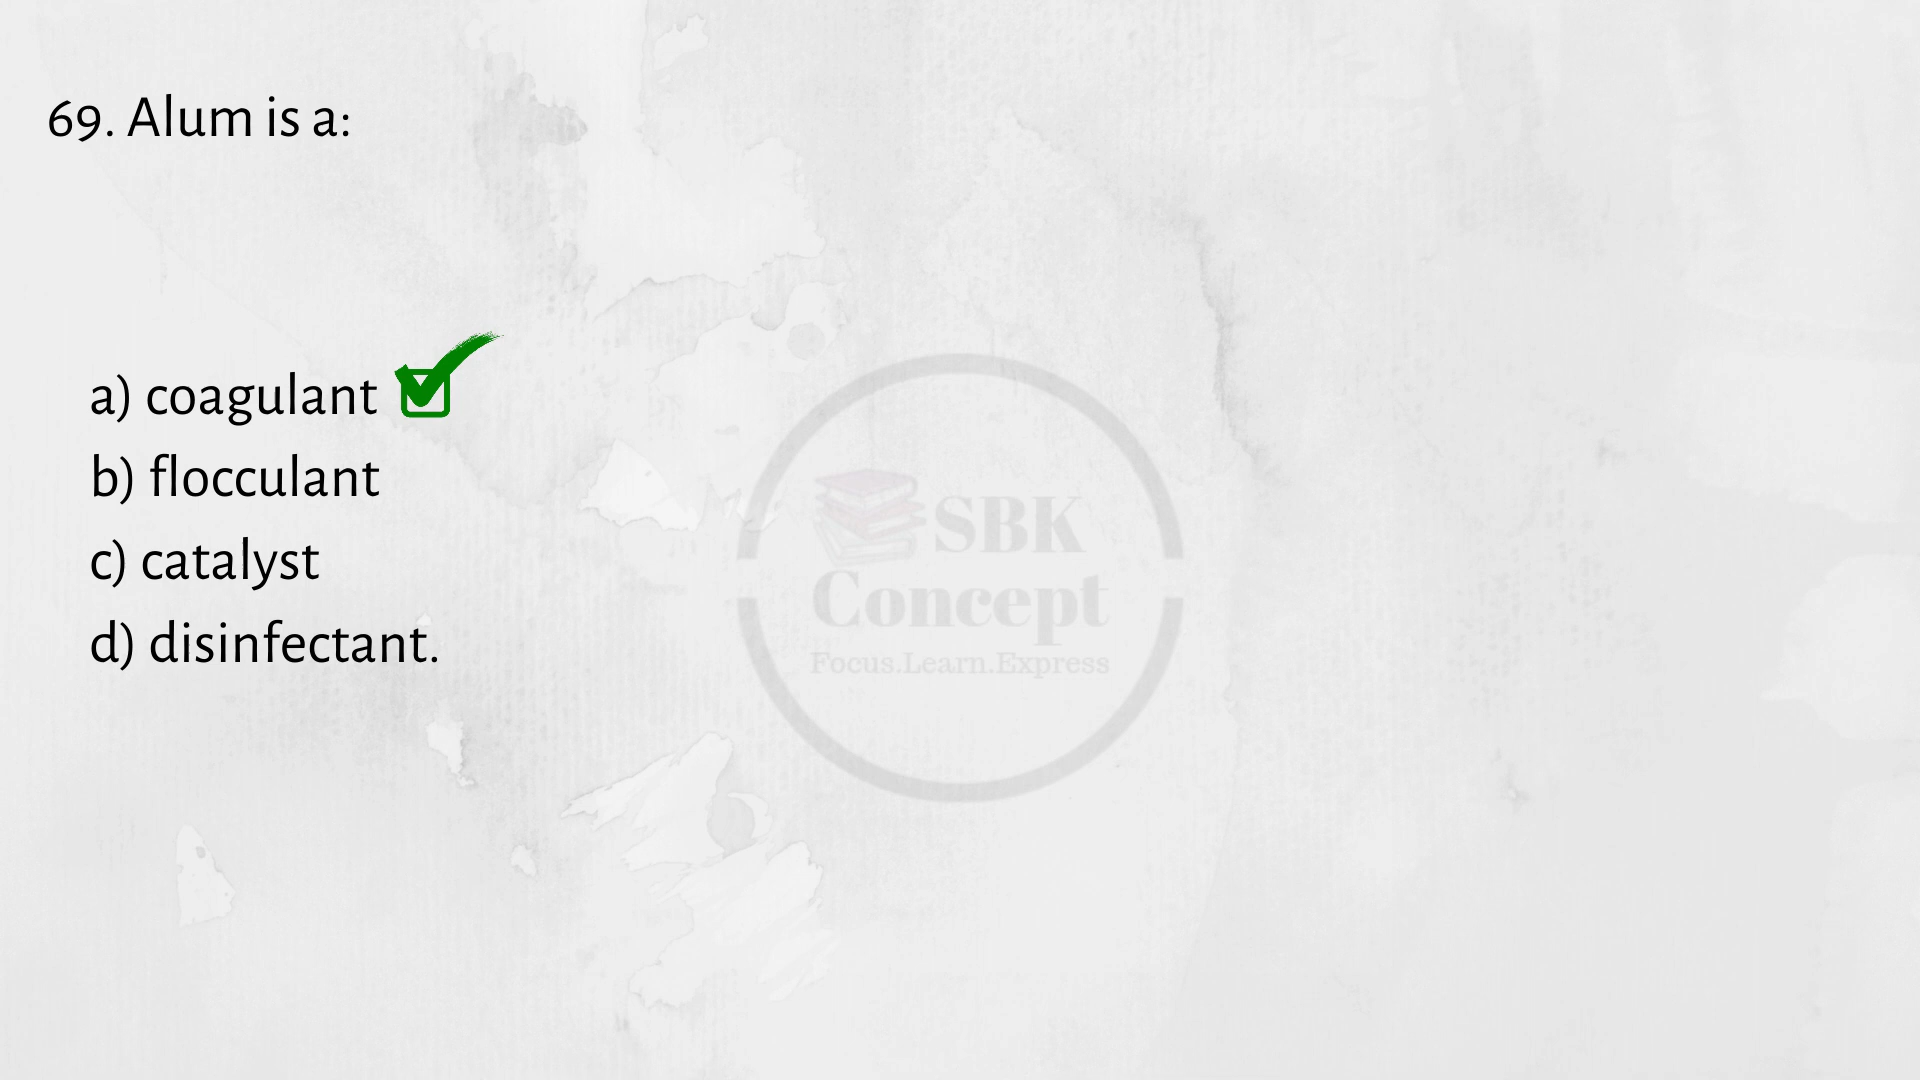 69. Alum is a:
a) coagulant
b) flocculant
c) catalyst
d) disinfectant.
SBK
Concept
Focus.Learn.Express